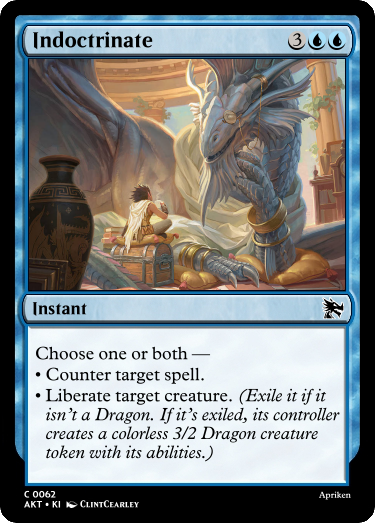 Indoctrinate 3
Instant
Choose one or both —
• Counter target spell.
• Liberate target creature. (Exile it if it
isn't a Dragon. If it's exiled, its controller
creates a colorless 3/2 Dragon creature
token with its abilities.)
C 0062
Apriken
AKT • KI ClintCearley